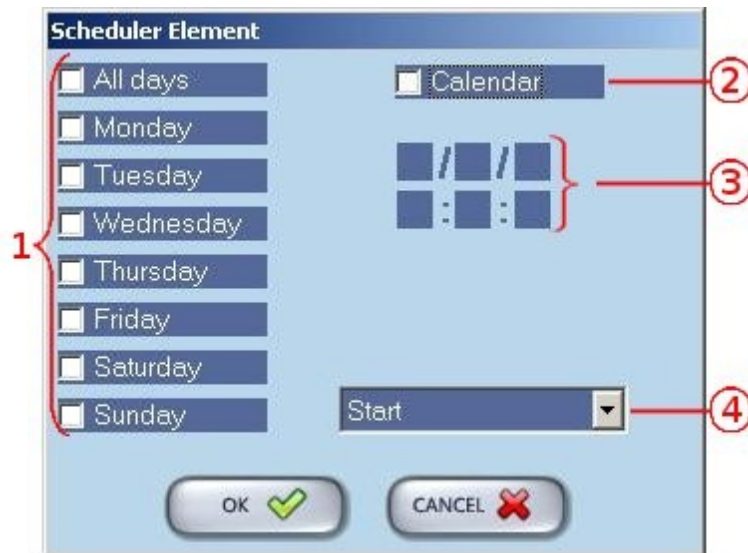 Scheduler Element
1
All days
Monday
Tuesday
Wednesday
Thursday
Friday
Saturday
Sunday
Calendar
2
/ /
: :
3
Start
4
OK
CANCEL